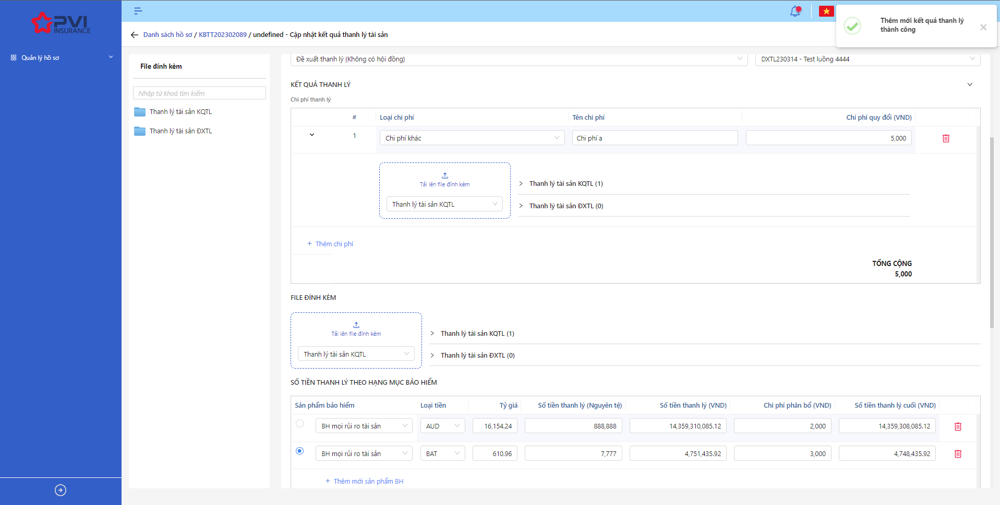 PVI
INSURANCE
Quản lý hồ sơ
Danh sách hồ sơ / KBTT202302089 / undefined - Cập nhật kết quả thanh lý tài sản
Thêm mới kết quả thanh lý
thành công
File đính kèm
Nhập từ khoá tìm kiếm
Thanh lý tài sản KQTL
Thanh lý tài sản ĐXTL
Đề xuất thanh lý (Không có hội đồng)
DXTL230314 - Test luồng 4444
KẾT QUẢ THANH LÝ
Chi phí thanh lý
# Loại chi phí Tên chi phí Chi phí quy đổi (VND)
1 Chi phí khác Chi phí a 5,000
Tải lên file đính kèm
Thanh lý tài sản KQTL
Thanh lý tài sản KQTL (1)
Thanh lý tài sản ĐXTL (0)
+ Thêm chi phí
TỔNG CỘNG
5,000
FILE ĐÍNH KÈM
Tải lên file đính kèm
Thanh lý tài sản KQTL
Thanh lý tài sản KQTL (1)
Thanh lý tài sản ĐXTL (0)
SỐ TIỀN THANH LÝ THEO HẠNG MỤC BẢO HIỂM
Sản phẩm bảo hiểm Loại tiền Tỷ giá Số tiền thanh lý (Nguyên tệ) Số tiền thanh lý (VND) Chi phí phân bổ (VND) Số tiền thanh lý cuối (VND)
BH mọi rủi ro tài sản AUD 16,154.24 888,888 14,359,310,085.12 2,000 14,359,308,085.12
BH mọi rủi ro tài sản BAT 610.96 7,777 4,751,435.92 3,000 4,748,435.92
+ Thêm mới sản phẩm BH